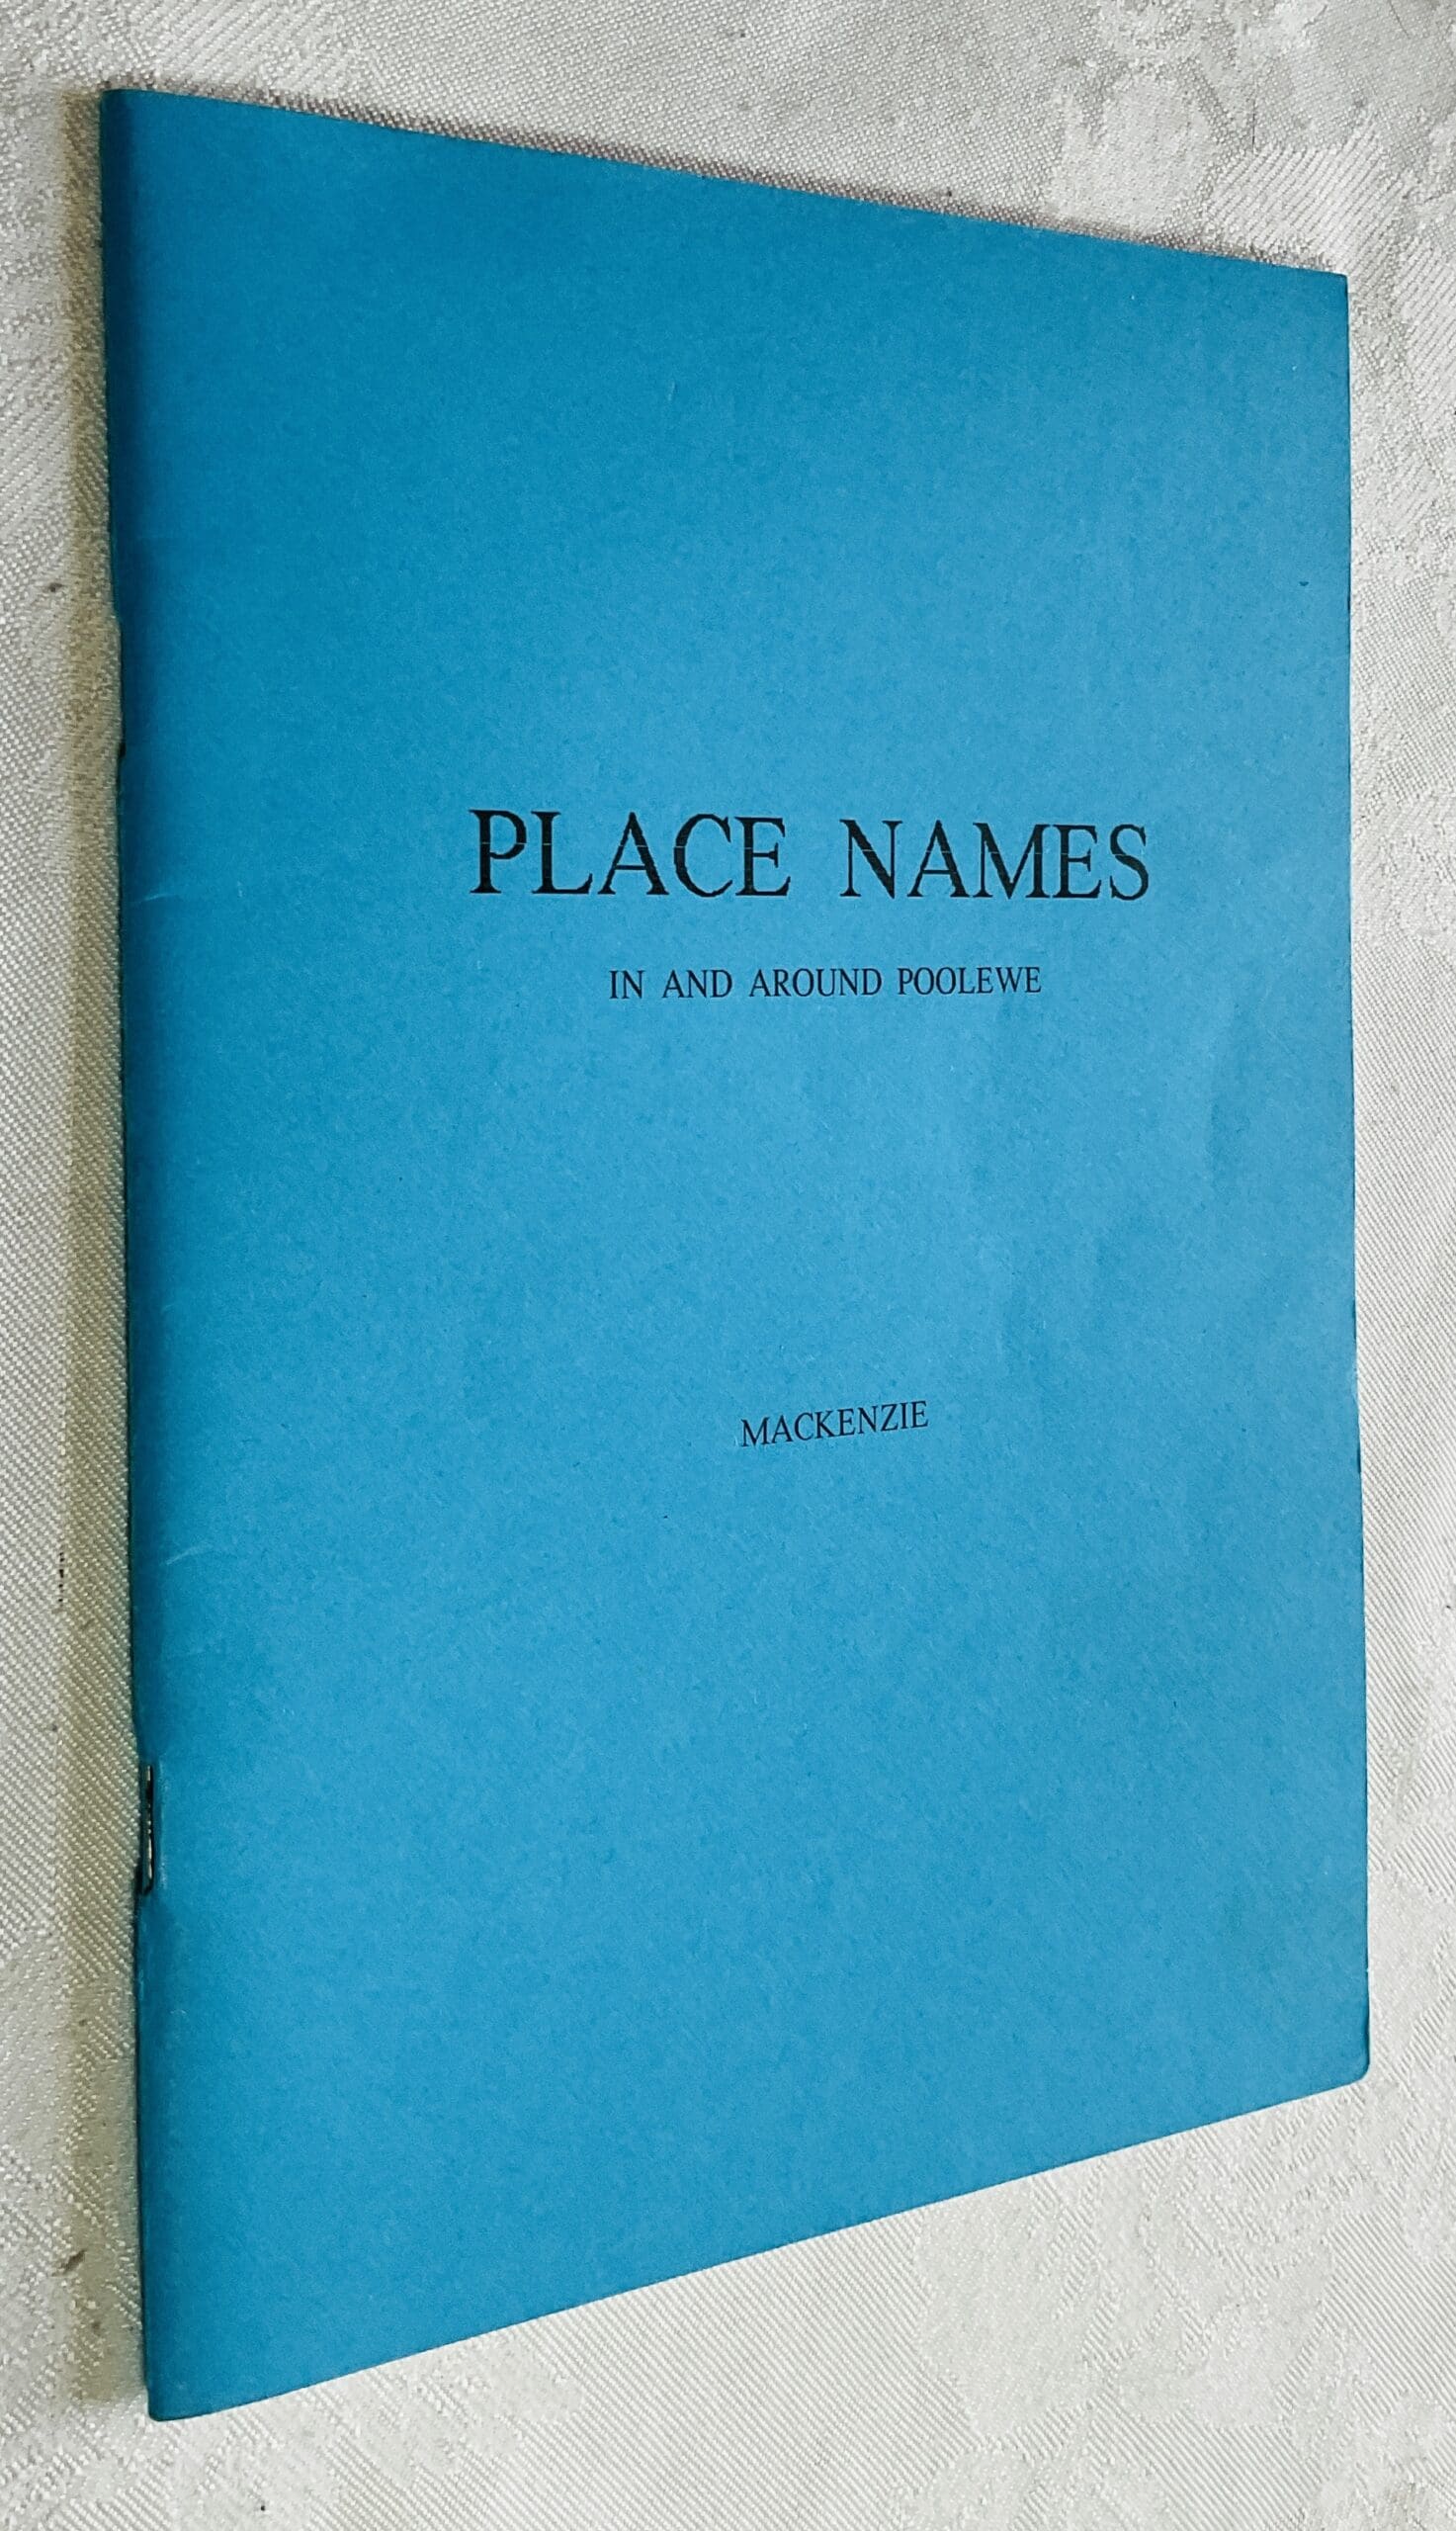 PLACE NAMES
IN AND AROUND POOLEWE
MACKENZIE